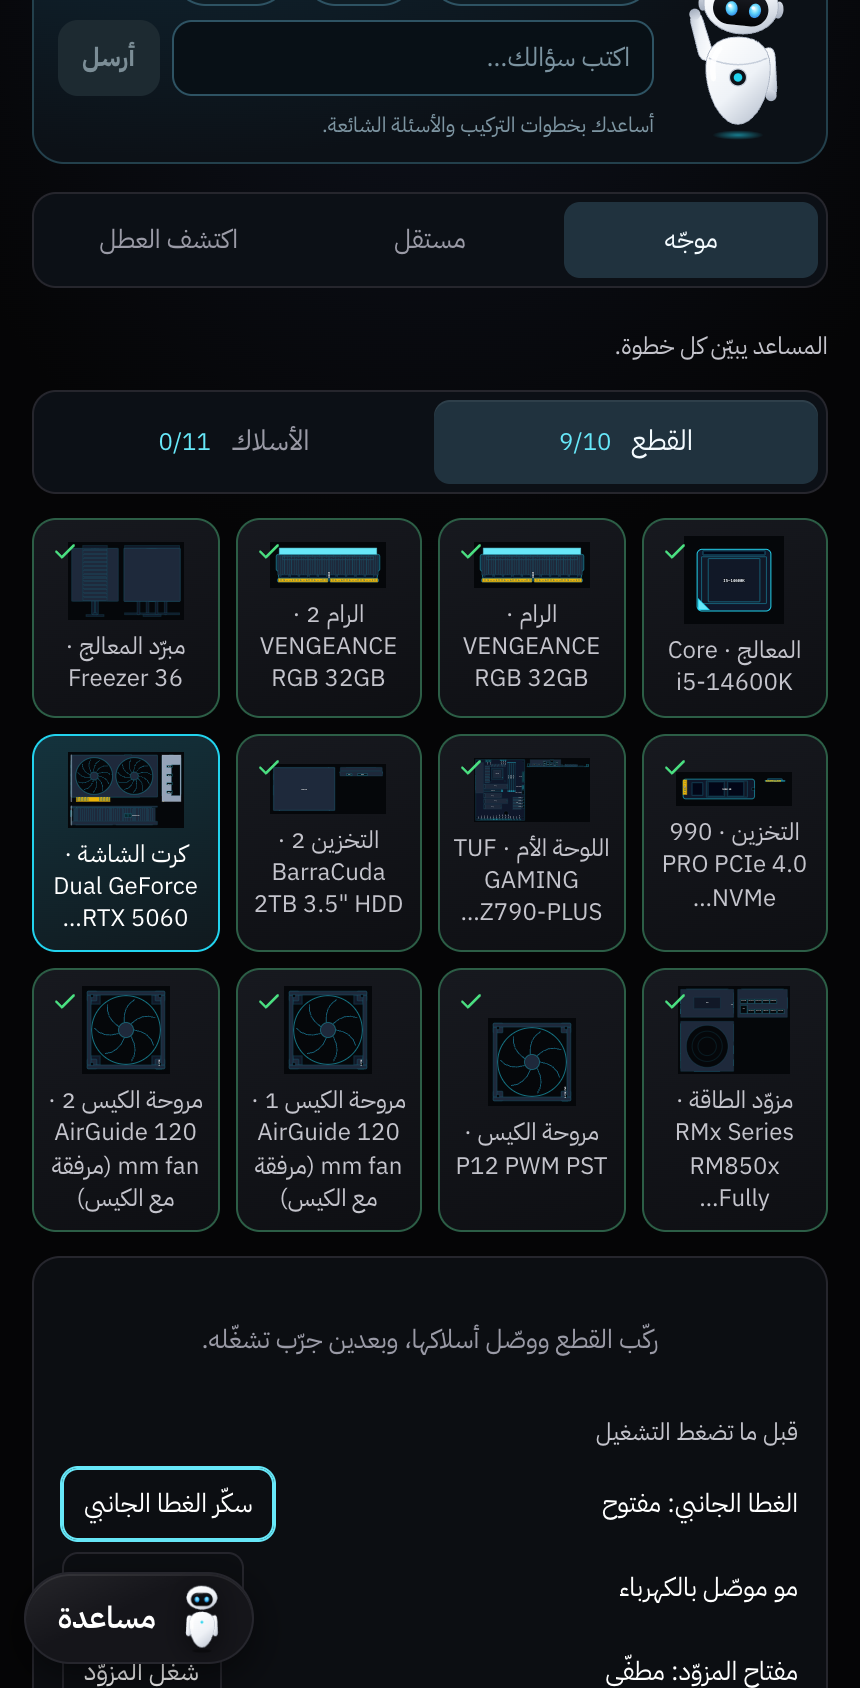 اكتب سؤالك...
أرسل
أساعدك بخطوات التركيب والأسئلة الشائعة.
موجّه
مستقل
اكتشف العطل
المساعد يبيّن كل خطوة.
القطع 9/10
الأسلاك 0/11
المعالج · Core
i5-14600K
الرام ·
VENGEANCE
RGB 32GB
الرام 2 ·
VENGEANCE
RGB 32GB
مبرّد المعالج ·
Freezer 36
التخزين · 990
PRO PCIe 4.0
NVMe...
اللوحة الأم · TUF
GAMING
Z790-PLUS...
التخزين 2 ·
BarraCuda
2TB 3.5" HDD
كرت الشاشة ·
Dual GeForce
RTX 5060...
مزوّد الطاقة ·
RMx Series
RM850x
Fully...
مروحة الكيس ·
P12 PWM PST
مروحة الكيس 1 ·
AirGuide 120
mm fan (مرفقة
مع الكيس)
مروحة الكيس 2 ·
AirGuide 120
mm fan (مرفقة
مع الكيس)
ركّب القطع ووصّل أسلاكها، وبعدين جرّب تشغّله.
قبل ما تضغط التشغيل
الغطا الجانبي: مفتوح
سكّر الغطا الجانبي
مو موصّل بالكهرباء
مساعدة
مفتاح المزوّد: مطفّي
شغّل المزوّد